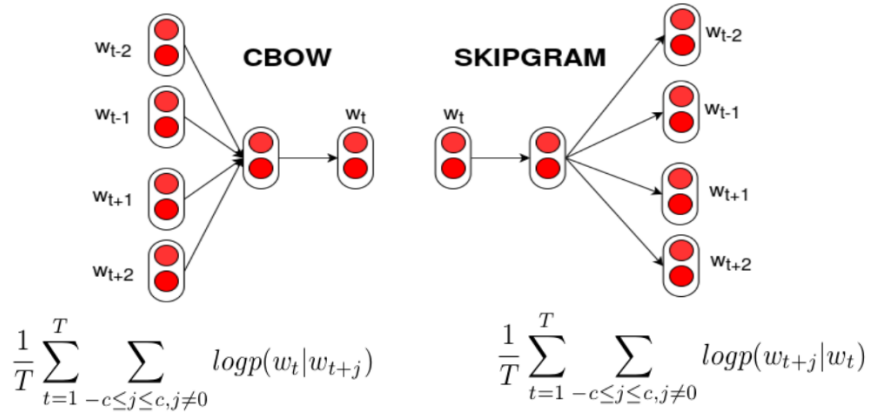 CBOW
w_{t-2}
w_{t-1}
w_{t+1}
w_{t+2}
w_t
SKIPGRAM
w_t
w_{t-2}
w_{t-1}
w_{t+1}
w_{t+2}
\frac{1}{T} \sum_{t=1}^{T} \sum_{-c \leq j \leq c, j \neq 0} logp(w_t|w_{t+j})
\frac{1}{T} \sum_{t=1}^{T} \sum_{-c \leq j \leq c, j \neq 0} logp(w_{t+j}|w_t)